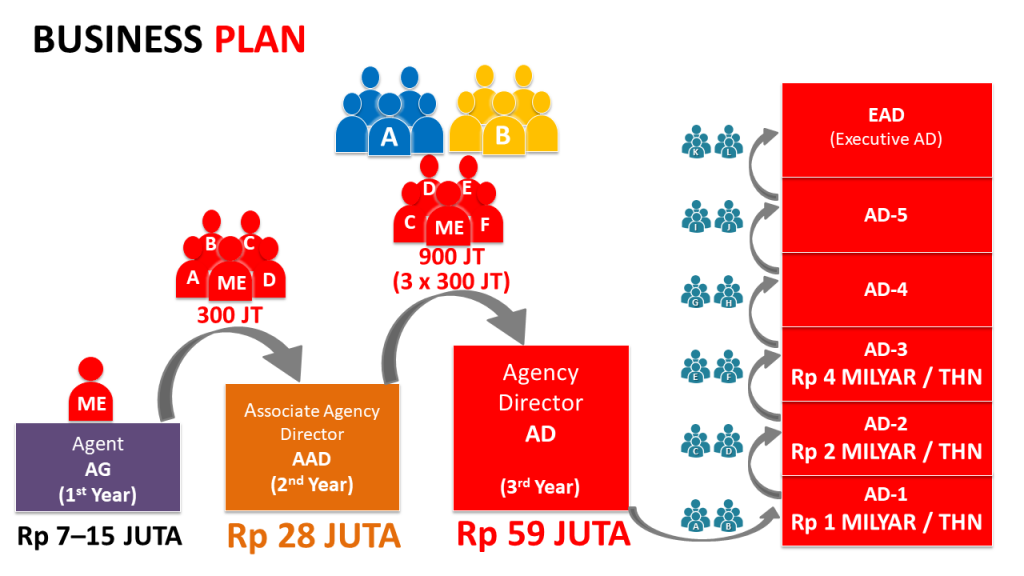 BUSINESS PLAN
A
B
D E
C ME F
900 JT
(3 x 300 JT)
B C
A ME D
300 JT
ME
Agent
AG
(1st Year)
Rp 7–15 JUTA
Associate Agency
Director
AAD
(2nd Year)
Rp 28 JUTA
Agency
Director
AD
(3rd Year)
Rp 59 JUTA
K L
EAD
(Executive AD)
I J
AD-5
G H
AD-4
E F
AD-3
Rp 4 MILYAR / THN
C D
AD-2
Rp 2 MILYAR / THN
A B
AD-1
Rp 1 MILYAR / THN